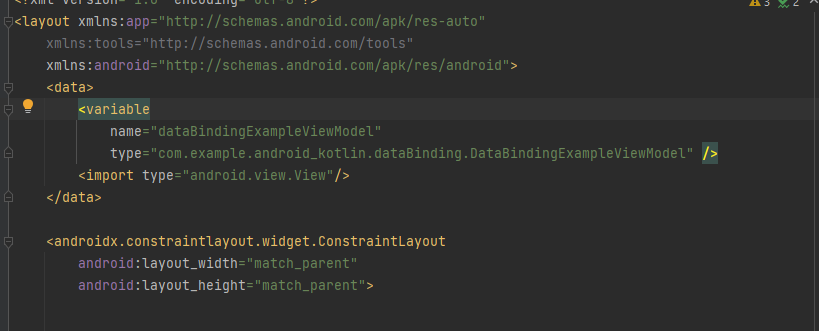 <?xml version="1.0" encoding="utf-8"?>
<layout xmlns:app="http://schemas.android.com/apk/res-auto"
xmlns:tools="http://schemas.android.com/tools"
xmlns:android="http://schemas.android.com/apk/res/android">
<data>
<variable
name="dataBindingExampleViewModel"
type="com.example.android_kotlin.dataBinding.DataBindingExampleViewModel" />
<import type="android.view.View"/>
</data>
<androidx.constraintlayout.widget.ConstraintLayout
android:layout_width="match_parent"
android:layout_height="match_parent">
3 2